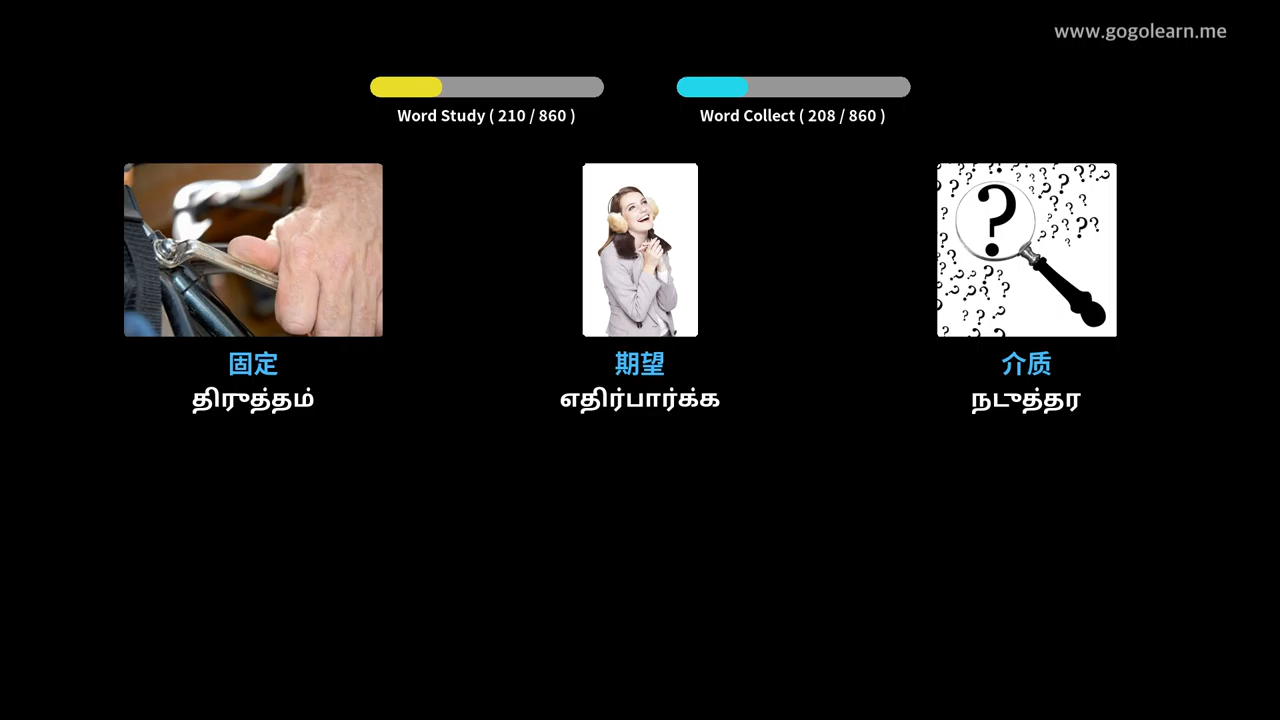 www.gogolearn.me
Word Study ( 210 / 860 )
Word Collect ( 208 / 860 )
固定
期望
介质
திருத்தம்
எதிர்பார்க்க
நடுத்தர